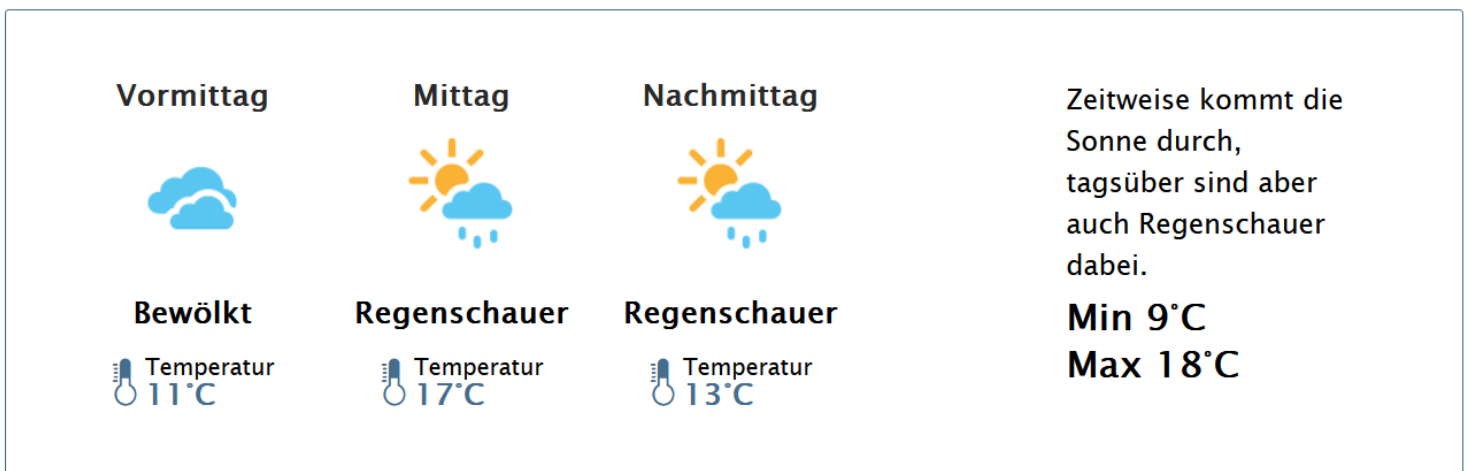 Vormittag
Mittag
Nachmittag
Bewölkt
Regenschauer
Regenschauer
Temperatur
11°C
Temperatur
17°C
Temperatur
13°C
Zeitweise kommt die
Sonne durch,
tagsüber sind aber
auch Regenschauer
dabei.
Min 9°C
Max 18°C